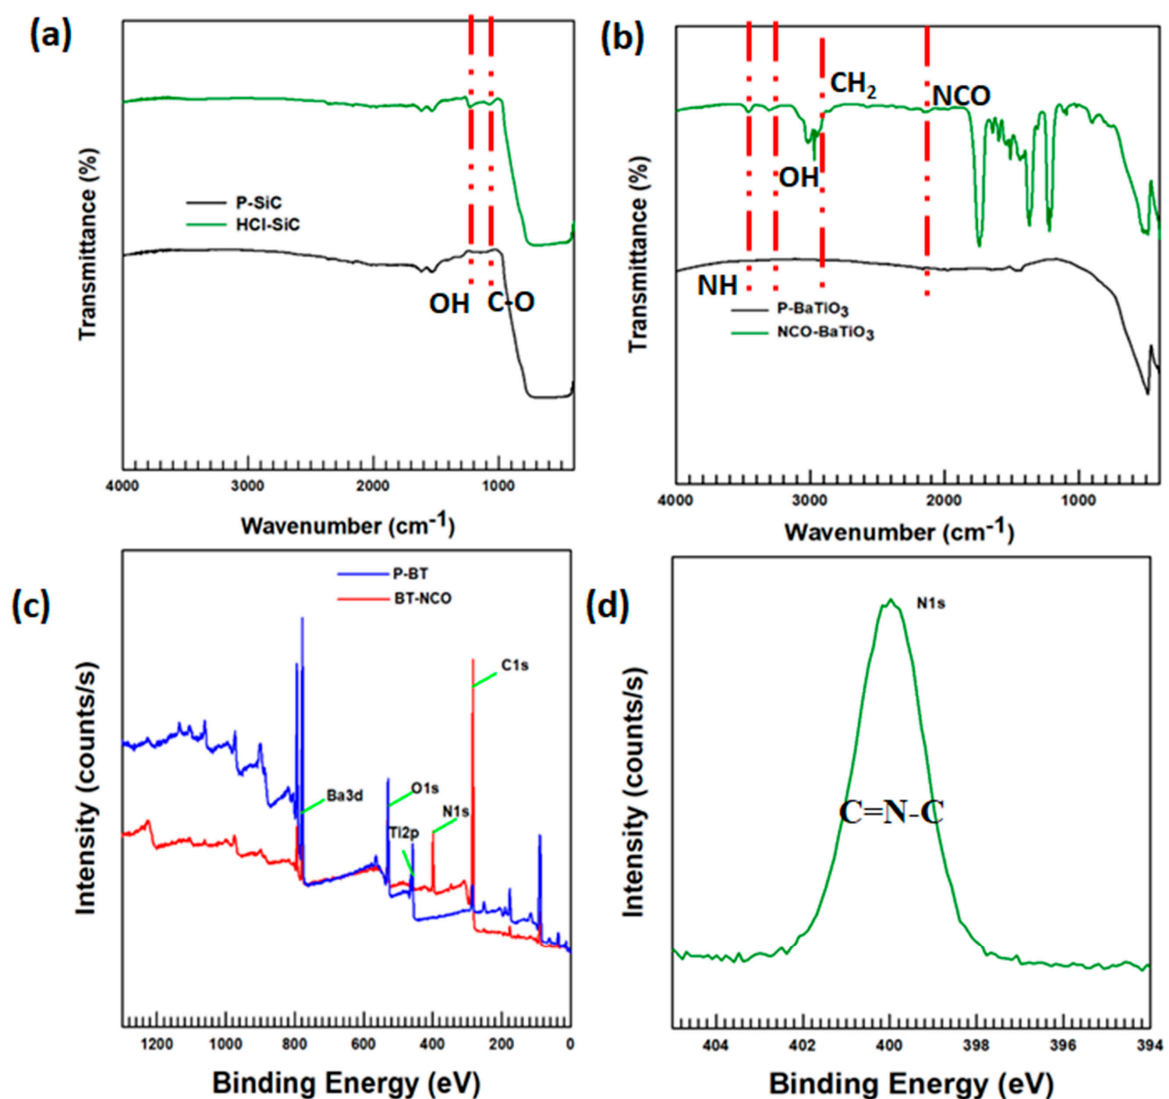 (a)
Transmittance (%)
P-SiC
HCl-SiC
OH
C-O
4000
3000
2000
1000
Wavenumber (cm-1)
(b)
Transmittance (%)
CH2
NCO
OH
NH
P-BaTiO3
NCO-BaTiO3
4000
3000
2000
1000
Wavenumber (cm-1)
(c)
Intensity (counts/s)
P-BT
BT-NCO
C1s
Ba3d
O1s
N1s
Ti2p
1200
1000
800
600
400
200
0
Binding Energy (eV)
(d)
Intensity (counts/s)
N1s
C=N-C
404
402
400
398
396
394
Binding Energy (eV)